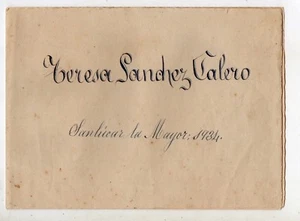 Teresa Sanchez Valero
Sanlúcar la Mayor: 1934.